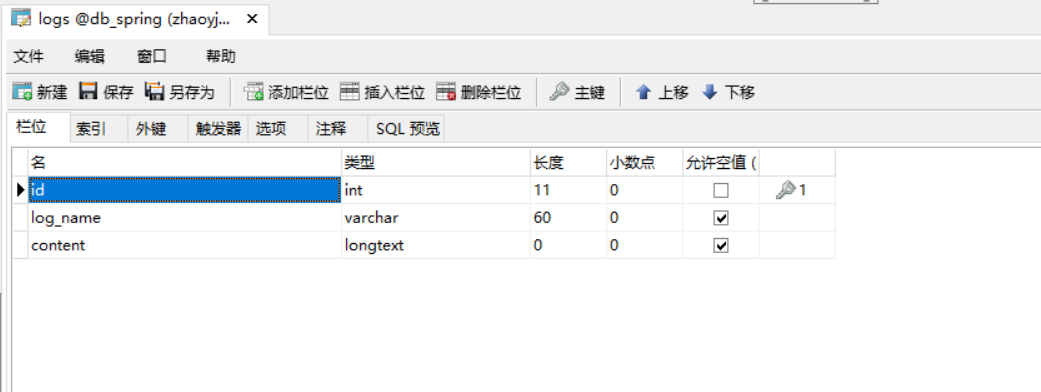 logs @db_spring (zhaoyj...
文件 编辑 窗口 帮助
新建 保存 另存为 添加栏位 插入栏位 删除栏位 主键 上移 下移
栏位 索引 外键 触发器 选项 注释 SQL 预览
名 类型 长度 小数点 允许空值 (
id int 11 0 1
log_name varchar 60 0
content longtext 0 0